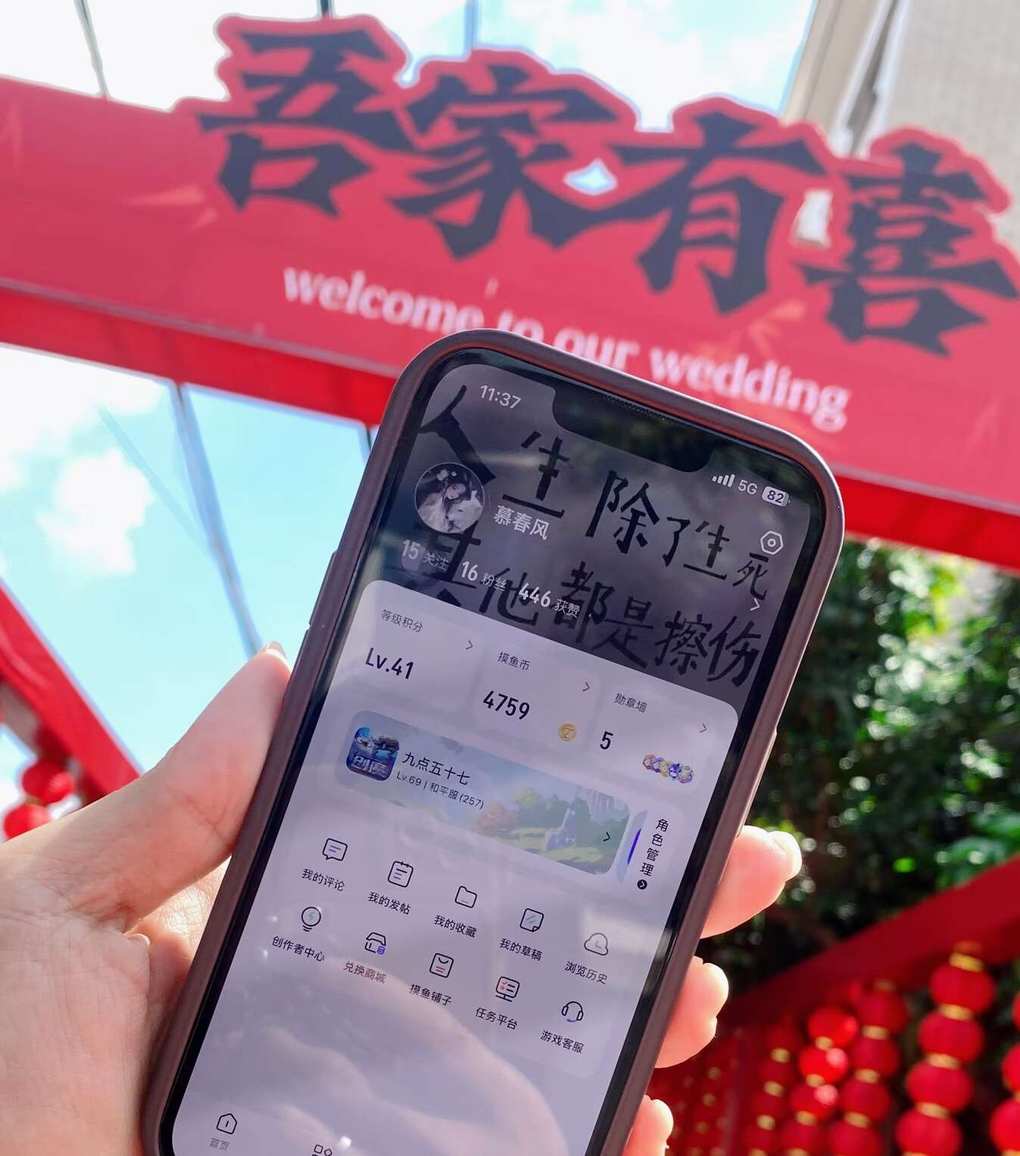 吾家有喜
welcome to our wedding
11:37
5G 82
人生除了生死
其他都是擦伤
慕春风
15 关注 16 粉丝 446 获赞
等级积分
Lv.41
摸鱼币
4759
勋章墙
5
九点五十七
Lv.69 | 和平服(257)
角色管理
我的评论 我的发帖 我的收藏 我的草稿 浏览历史
创作者中心 兑换商城 摸鱼铺子 任务平台 游戏客服
首页